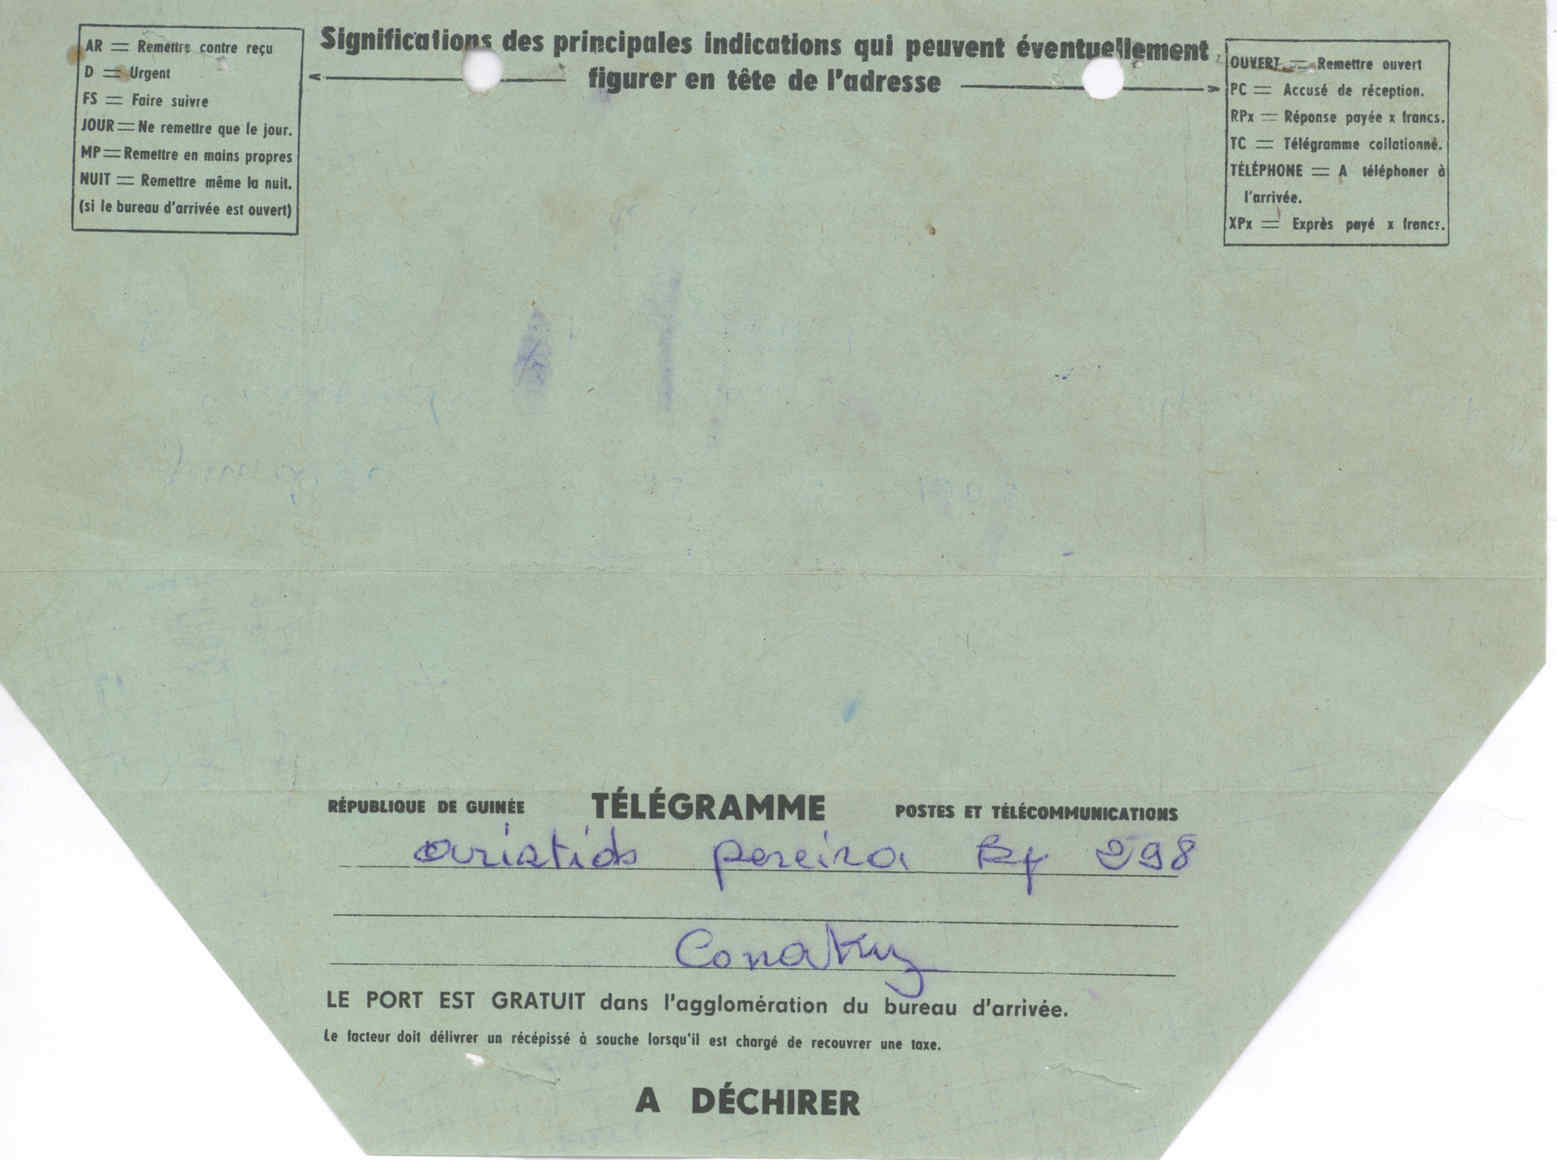 AR = Remettre contre reçu
D = Urgent
FS = Faire suivre
JOUR = Ne remettre que le jour.
MP = Remettre en mains propres
NUIT = Remettre même la nuit.
(si le bureau d'arrivée est ouvert)
Significations des principales indications qui peuvent éventuellement
figurer en tête de l'adresse
OUVERT = Remettre ouvert
PC = Accusé de réception.
RPx = Réponse payée x francs.
TC = Télégramme collationné.
TÉLÉPHONE = A téléphoner à
l'arrivée.
XPx = Exprès payé x francs.
RÉPUBLIQUE DE GUINÉE TÉLÉGRAMME POSTES ET TÉLÉCOMMUNICATIONS
pereira 298
Conakry
LE PORT EST GRATUIT dans l'agglomération du bureau d'arrivée.
Le facteur doit délivrer un récépissé à souche lorsqu'il est chargé de recouvrer une taxe.
A DÉCHIRER